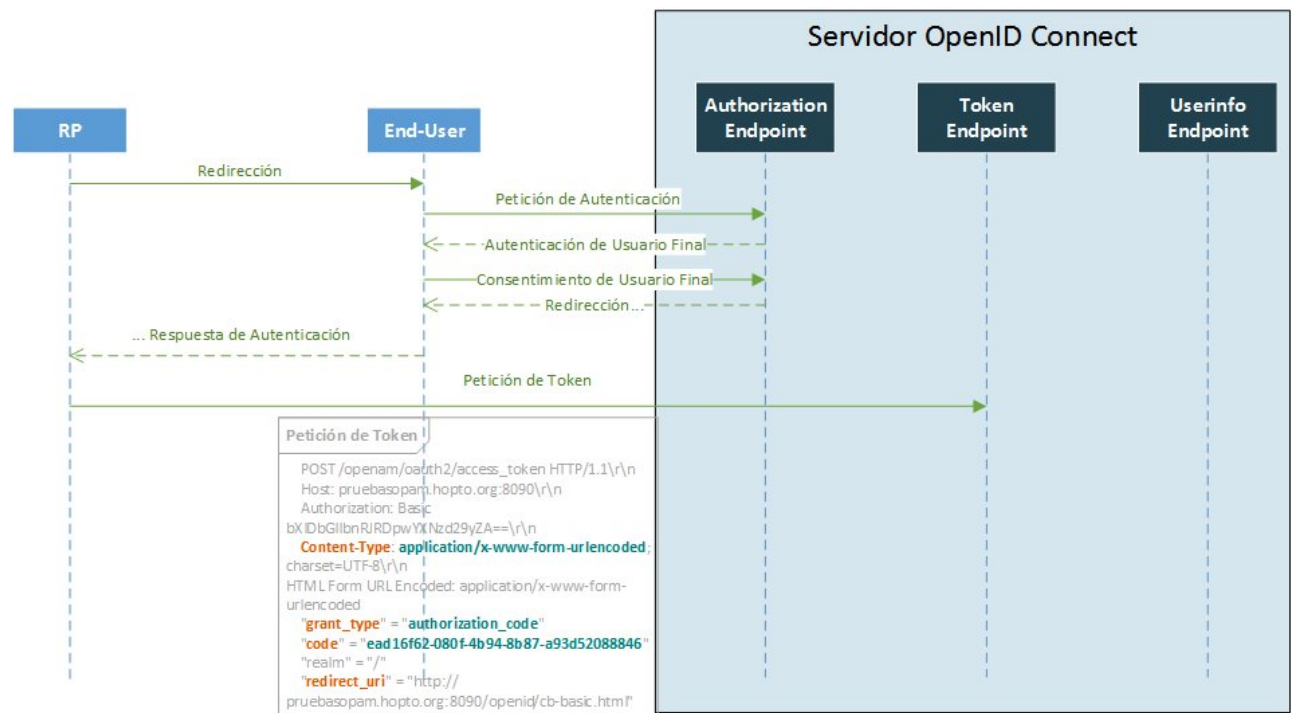 Servidor OpenID Connect
RP
End-User
Authorization
Endpoint
Token
Endpoint
Userinfo
Endpoint
Redirección
Petición de Autenticación
Autenticación de Usuario Final
Consentimiento de Usuario Final
Redirección...
... Respuesta de Autenticación
Petición de Token
Petición de Token
POST /openam/oauth2/access_token HTTP/1.1\r\n
Host: pruebasopam.hopto.org:8090\r\n
Authorization: Basic
Content-Type: application/x-www-form-urlencoded;
charset=UTF-8\r\n
HTML Form URL Encoded: application/x-www-form-
urlencoded
"grant_type" = "authorization_code"
"code" = "ead16f62-080f-4b94-8b87-a93d52088846"
"realm" = "/"
"redirect_uri" = "http://
pruebasopam.hopto.org:8090/openid/cb-basic.html"